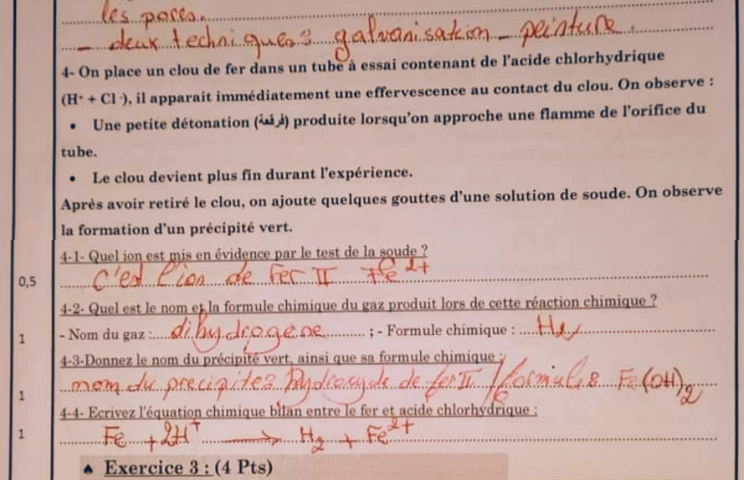 les pores.
- deux techniques : galvanisation - peinture.
4- On place un clou de fer dans un tube à essai contenant de l'acide chlorhydrique
(H⁺ + Cl⁻), il apparait immédiatement une effervescence au contact du clou. On observe :
• Une petite détonation (فرقعة) produite lorsqu'on approche une flamme de l'orifice du
tube.
• Le clou devient plus fin durant l'expérience.
Après avoir retiré le clou, on ajoute quelques gouttes d'une solution de soude. On observe
la formation d'un précipité vert.
4-1- Quel ion est mis en évidence par le test de la soude ?
0,5 C'est l'ion de Fer II Fe²⁺
4-2- Quel est le nom et la formule chimique du gaz produit lors de cette réaction chimique ?
1 - Nom du gaz : dihydrogène ; - Formule chimique : H₂
4-3-Donnez le nom du précipité vert, ainsi que sa formule chimique :
1 nom du precipité : hydroxyde de fer II / formule : Fe(OH)₂
4-4- Ecrivez l'équation chimique bilan entre le fer et acide chlorhydrique :
1 Fe + 2H⁺ → H₂ + Fe²⁺
♠ Exercice 3 : (4 Pts)